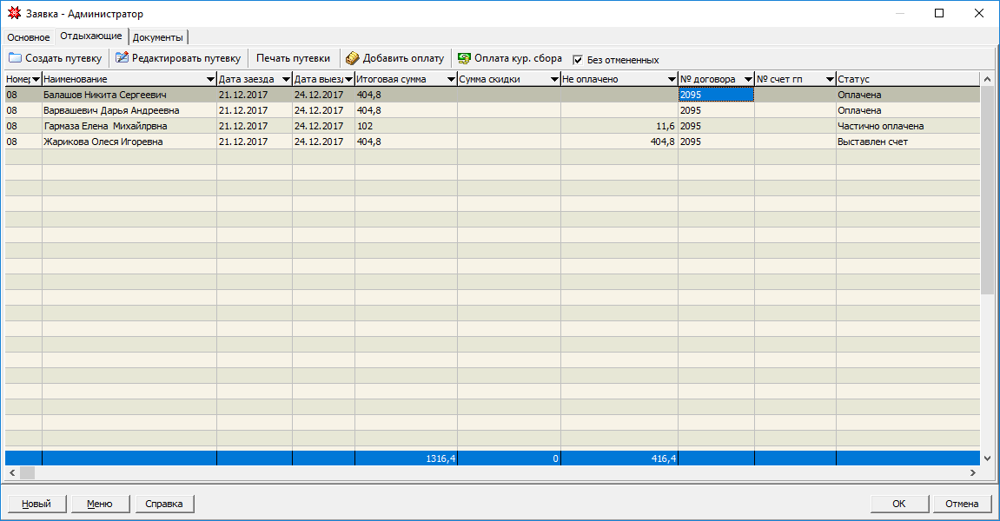 Заявка - Администратор
Основное Отдыхающие Документы
Создать путевку Редактировать путевку Печать путевки Добавить оплату Оплата кур. сбора Без отмененных
Номер Наименование Дата заезда Дата выезд Итоговая сумма Сумма скидки Не оплачено № договора № счет гп Статус
08 Балашов Никита Сергеевич 21.12.2017 24.12.2017 404,8 2095 Оплачена
08 Варвашевич Дарья Андреевна 21.12.2017 24.12.2017 404,8 2095 Оплачена
08 Гармаза Елена Михайлрвна 21.12.2017 24.12.2017 102 11,6 2095 Частично оплачена
08 Жарикова Олеся Игоревна 21.12.2017 24.12.2017 404,8 404,8 2095 Выставлен счет
1316,4 0 416,4
Новый Меню Справка ОК Отмена